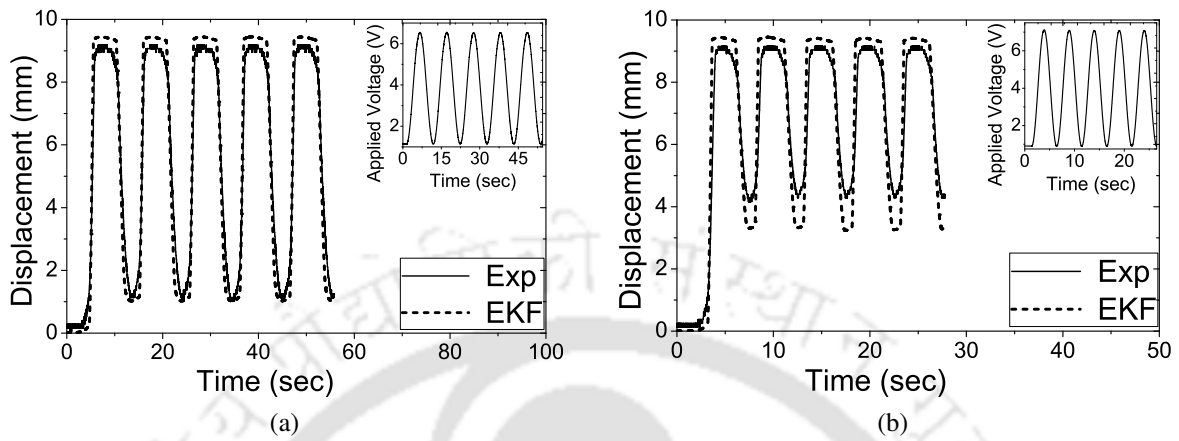 10
8
6
4
2
0
Displacement (mm)
0 20 40 60 80 100
Time (sec)
Applied Voltage (V)
6
4
2
0 15 30 45
Time (sec)
Exp
EKF
(a)
10
8
6
4
2
0
Displacement (mm)
0 10 20 30 40 50
Time (sec)
Applied Voltage (V)
6
4
2
0 10 20
Time (sec)
Exp
EKF
(b)